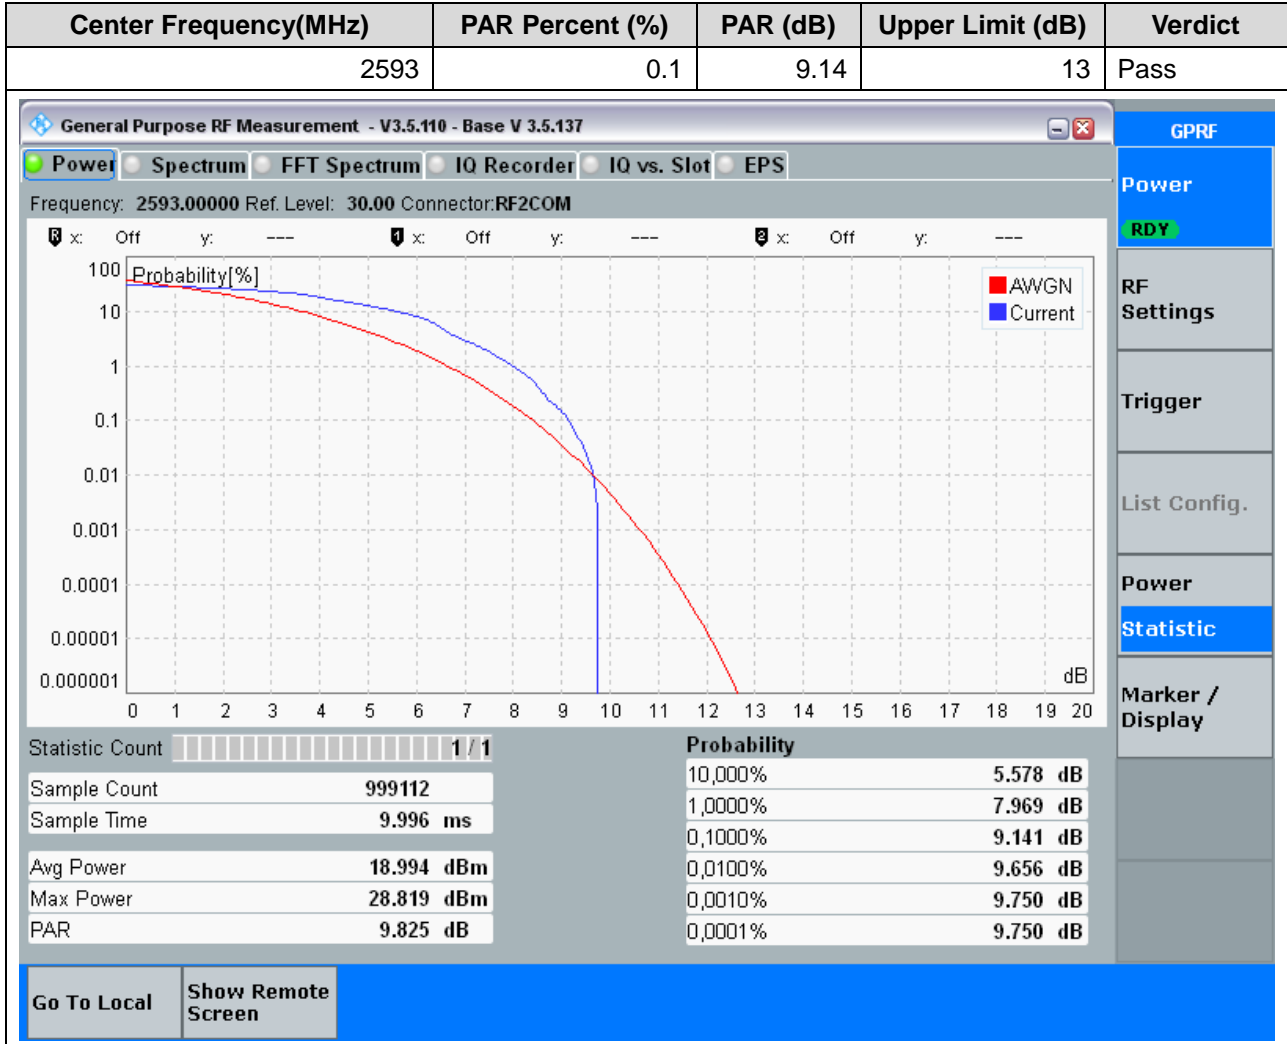 Center Frequency(MHz) PAR Percent (%) PAR (dB) Upper Limit (dB) Verdict
2593 0.1 9.14 13 Pass
General Purpose RF Measurement - V3.5.110 - Base V 3.5.137
GPRF
Power Spectrum FFT Spectrum IQ Recorder IQ vs. Slot EPS
Frequency: 2593.00000 Ref. Level: 30.00 Connector:RF2COM
R x: Off y: --- 1 x: Off y: --- 2 x: Off y: ---
Probability[%]
AWGN
Current
100
10
1
0.1
0.01
0.001
0.0001
0.00001
0.000001
dB
0 1 2 3 4 5 6 7 8 9 10 11 12 13 14 15 16 17 18 19 20
Statistic Count 1 / 1
Sample Count 999112
Sample Time 9.996 ms
Avg Power 18.994 dBm
Max Power 28.819 dBm
PAR 9.825 dB
Probability
10,000% 5.578 dB
1,0000% 7.969 dB
0,1000% 9.141 dB
0,0100% 9.656 dB
0,0010% 9.750 dB
0,0001% 9.750 dB
Power
RDY
RF
Settings
Trigger
List Config.
Power
Statistic
Marker /
Display
Go To Local
Show Remote
Screen